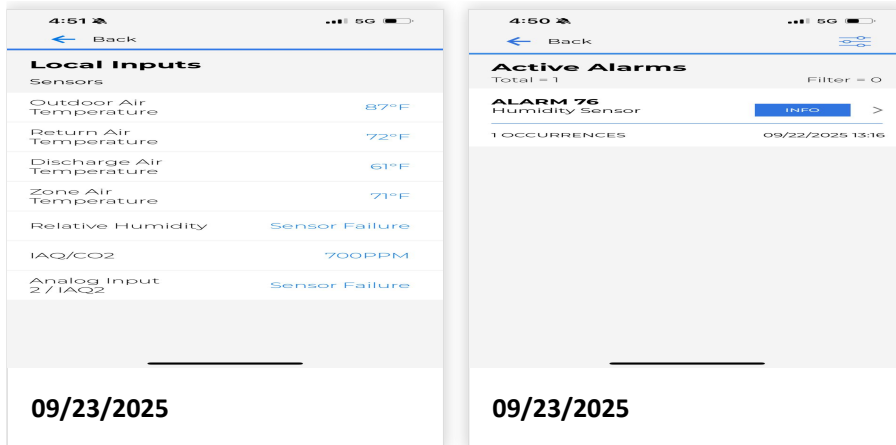 4:51
5G
Back
Local Inputs
Sensors
Outdoor Air
Temperature
87°F
Return Air
Temperature
72°F
Discharge Air
Temperature
61°F
Zone Air
Temperature
71°F
Relative Humidity
Sensor Failure
IAQ/CO2
700PPM
Analog Input
2 / IAQ2
Sensor Failure
09/23/2025
4:50
5G
Back
Active Alarms
Total = 1
Filter = 0
ALARM 76
Humidity Sensor
INFO
>
1 OCCURRENCES
09/22/2025 13:16
09/23/2025